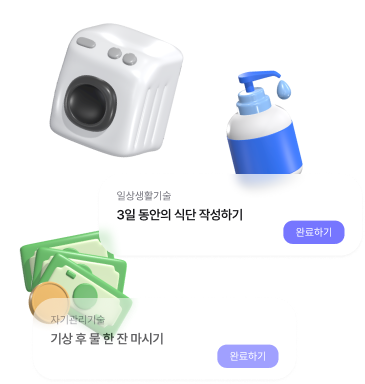 일상생활기술
3일 동안의 식단 작성하기
완료하기
자기관리기술
기상 후 물 한 잔 마시기
완료하기